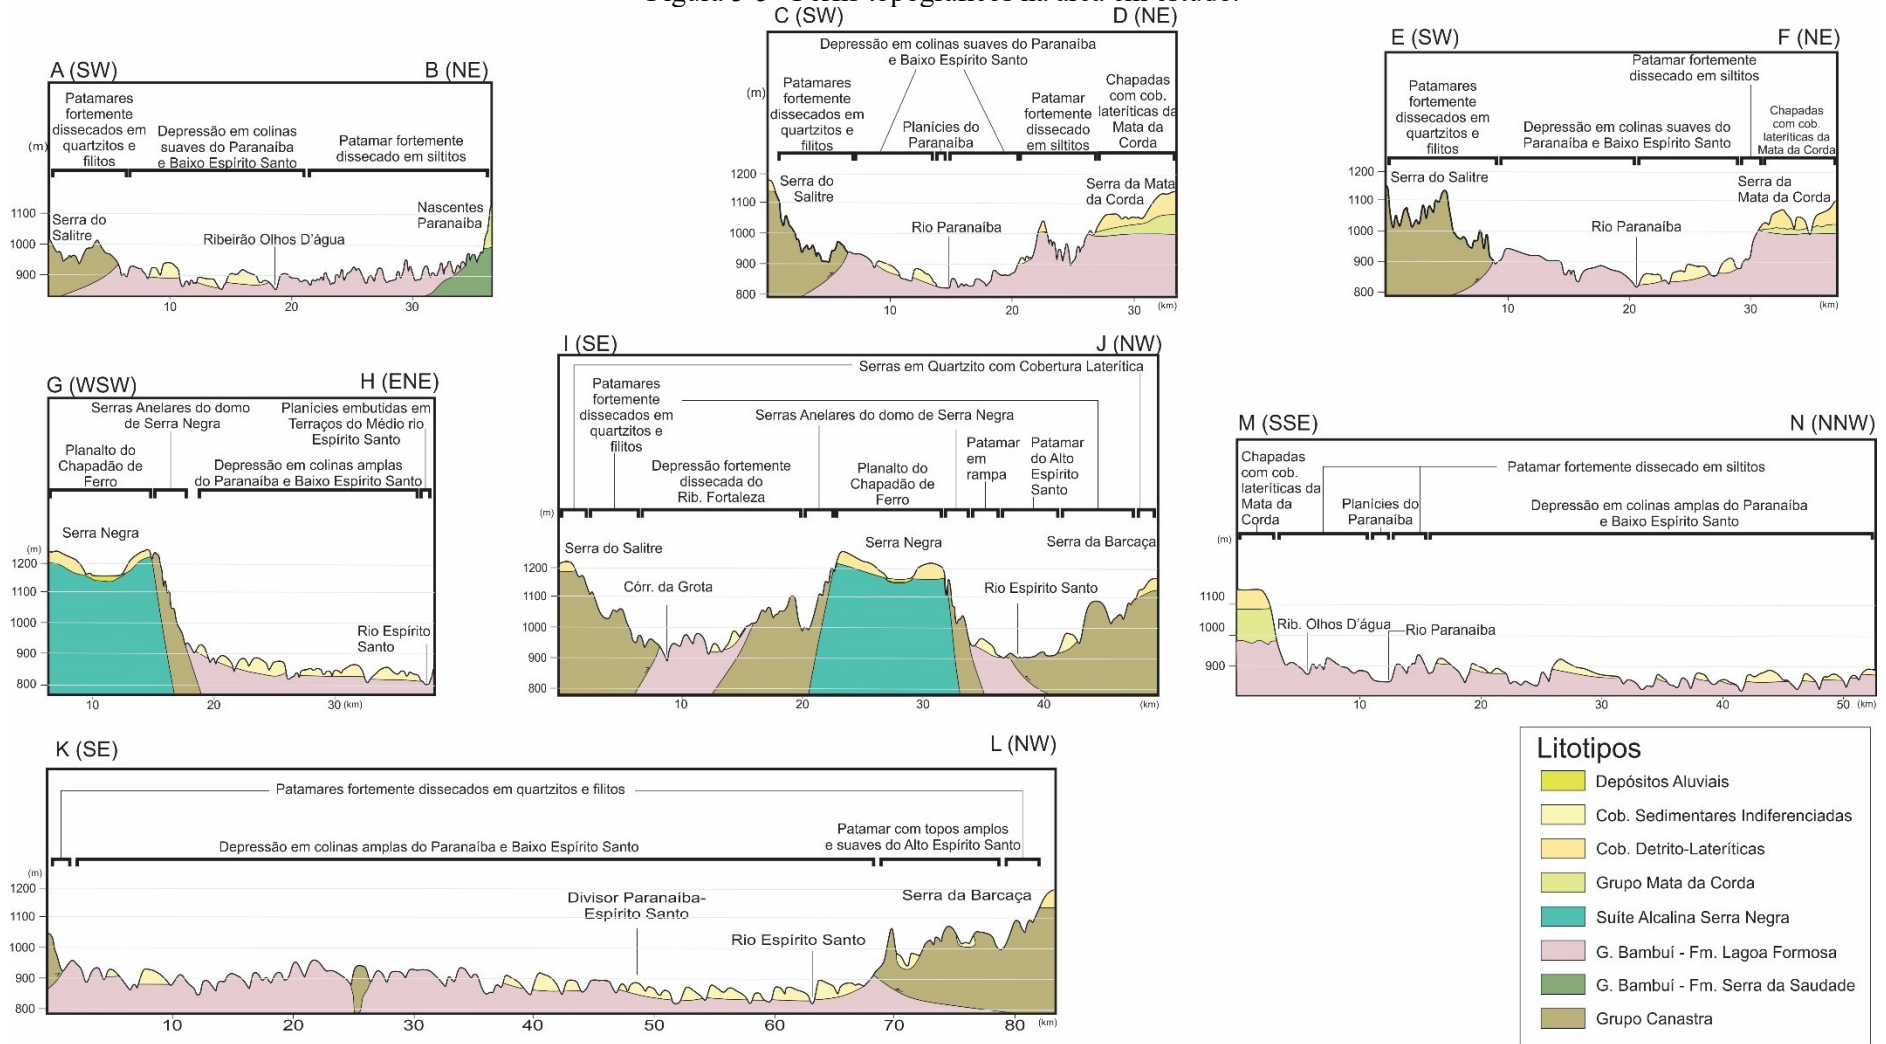 C (SW)
D (NE)
Depressão em colinas suaves do Paranaíba
e Baixo Espírito Santo
Patamares
fortemente
dissecados em
quartzitos e
filitos
Planícies do
Paranaíba
Patamar
fortemente
dissecado
em siltitos
Chapadas
com cob.
lateríticas da
Mata da
Corda
(m)
Serra do
Salitre
Rio Paranaíba
Serra da Mata
da Corda
1200
1100
1000
900
800
10
20
30
(km)
E (SW)
F (NE)
Patamar fortemente
dissecado em siltitos
Patamares
fortemente
dissecados em
quartzitos e
filitos
Depressão em colinas suaves do
Paranaíba e Baixo Espírito Santo
Chapadas
com cob.
lateríticas da
Mata da Corda
Serra do Salitre
Rio Paranaíba
Serra da
Mata da Corda
1200
1100
1000
900
800
10
20
30
(km)
A (SW)
B (NE)
Patamares
fortemente
dissecados em
quartzitos e
filitos
Depressão em colinas
suaves do Paranaíba
e Baixo Espírito Santo
Patamar fortemente
dissecado em siltitos
(m)
Serra do
Salitre
Ribeirão Olhos D'água
Nascentes
Paranaíba
1100
1000
900
10
20
30
G (WSW)
H (ENE)
Serras Anelares do domo
de Serra Negra
Planícies embutidas em
Terraços do Médio rio
Espírito Santo
Planalto do
Chapadão de
Ferro
Depressão em colinas amplas
do Paranaíba e Baixo Espírito Santo
Serra Negra
Rio Espírito
Santo
(m)
1200
1100
1000
900
800
10
20
30 (km)
I (SE)
J (NW)
Serras em Quartzito com Cobertura Laterítica
Patamares
fortemente
dissecados em
quartzitos e
filitos
Serras Anelares do domo de Serra Negra
Depressão fortemente
dissecada do
Rib. Fortaleza
Planalto do
Chapadão de
Ferro
Patamar
em
rampa
Patamar
do Alto
Espírito
Santo
(m)
Serra do Salitre
Serra Negra
Serra da Barcaça
Córr. da Grota
Rio Espírito Santo
1200
1100
1000
900
800
10
20
30
40
(km)
M (SSE)
N (NNW)
Chapadas
com cob.
lateríticas da
Mata da
Corda
Patamar fortemente dissecado em siltitos
Planícies do
Paranaíba
Depressão em colinas amplas do Paranaíba
e Baixo Espírito Santo
(m)
Rib. Olhos D'água
Rio Paranaíba
1100
1000
900
10
20
30
40
50
(km)
K (SE)
L (NW)
Patamares fortemente dissecados em quartzitos e filitos
Depressão em colinas amplas do Paranaíba e Baixo Espírito Santo
Patamar com topos amplos
e suaves do Alto Espírito Santo
(m)
Divisor Paranaíba-
Espírito Santo
Rio Espírito Santo
Serra da Barcaça
1200
1100
1000
900
800
10
20
30
40
50
60
70
80
(km)
Litotipos
Depósitos Aluviais
Cob. Sedimentares Indiferenciadas
Cob. Detrito-Lateríticas
Grupo Mata da Corda
Suíte Alcalina Serra Negra
G. Bambuí - Fm. Lagoa Formosa
G. Bambuí - Fm. Serra da Saudade
Grupo Canastra